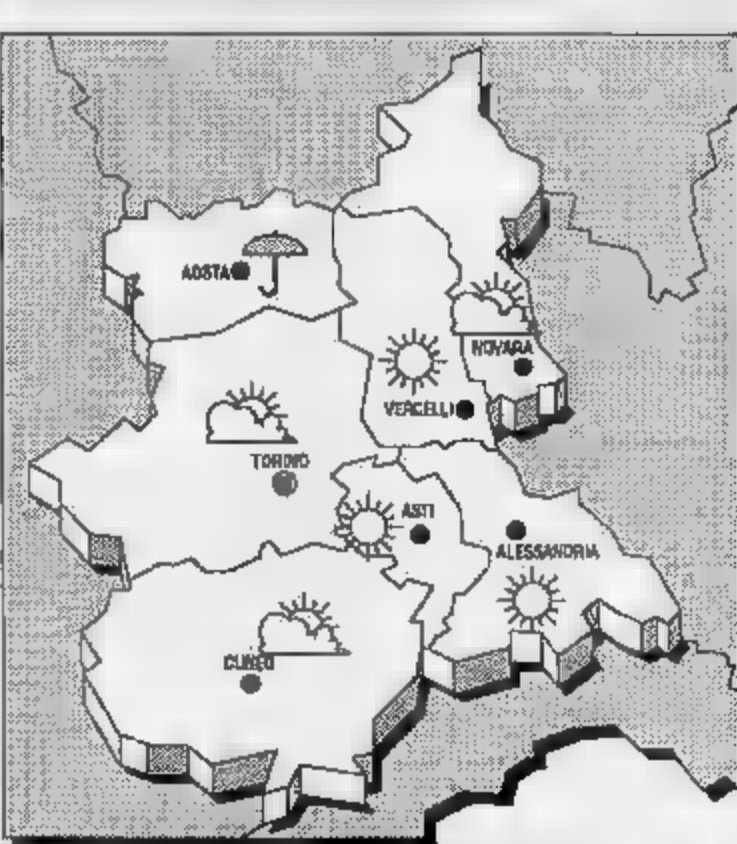 AOSTA
NOVARA
VERCELLI
TORINO
ASTI
ALESSANDRIA
CUNEO